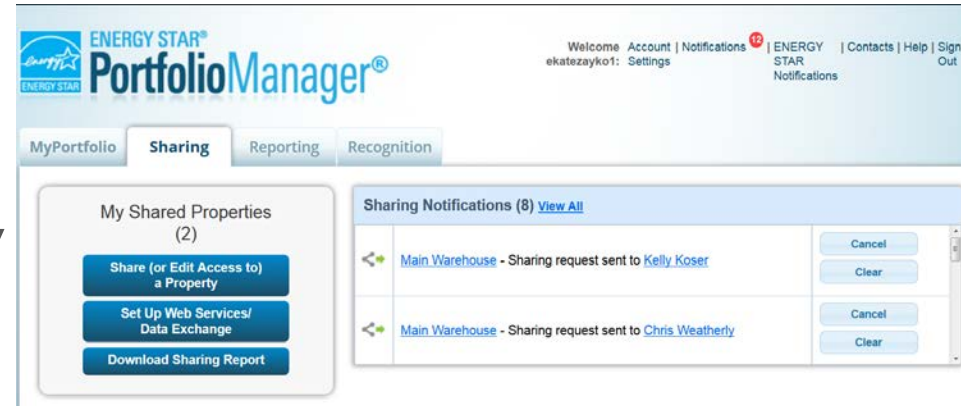 ENERGY STAR®
PortfolioManager®
energy
ENERGY STAR
12
Welcome Account | Notifications | ENERGY | Contacts | Help | Sign
ekatezayko1: Settings STAR Out
Notifications
MyPortfolio Sharing Reporting Recognition
My Shared Properties
(2)
Share (or Edit Access to)
a Property
Set Up Web Services/
Data Exchange
Download Sharing Report
Sharing Notifications (8) View All
Main Warehouse - Sharing request sent to Kelly Koser
Cancel
Clear
Main Warehouse - Sharing request sent to Chris Weatherly
Cancel
Clear